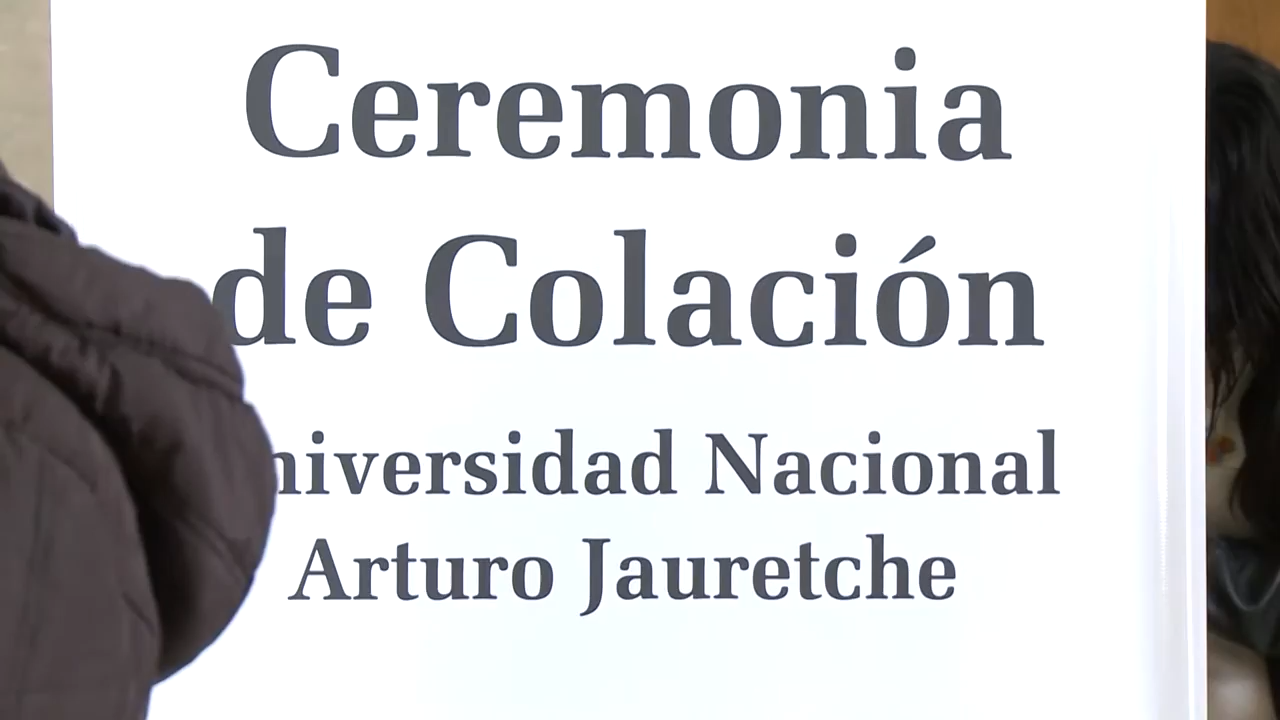 Ceremonia
de Colación
niversidad Nacional
Arturo Jauretche